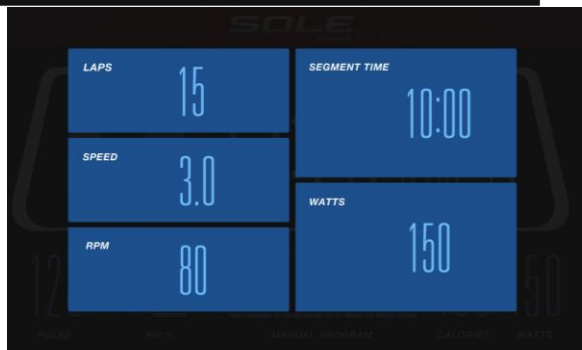 SOLE
LAPS
15
SEGMENT TIME
10:00
SPEED
3.0
WATTS
150
RPM
80
PULSE
HR %
MANUAL PROGRAM
CALORIES
WATTS